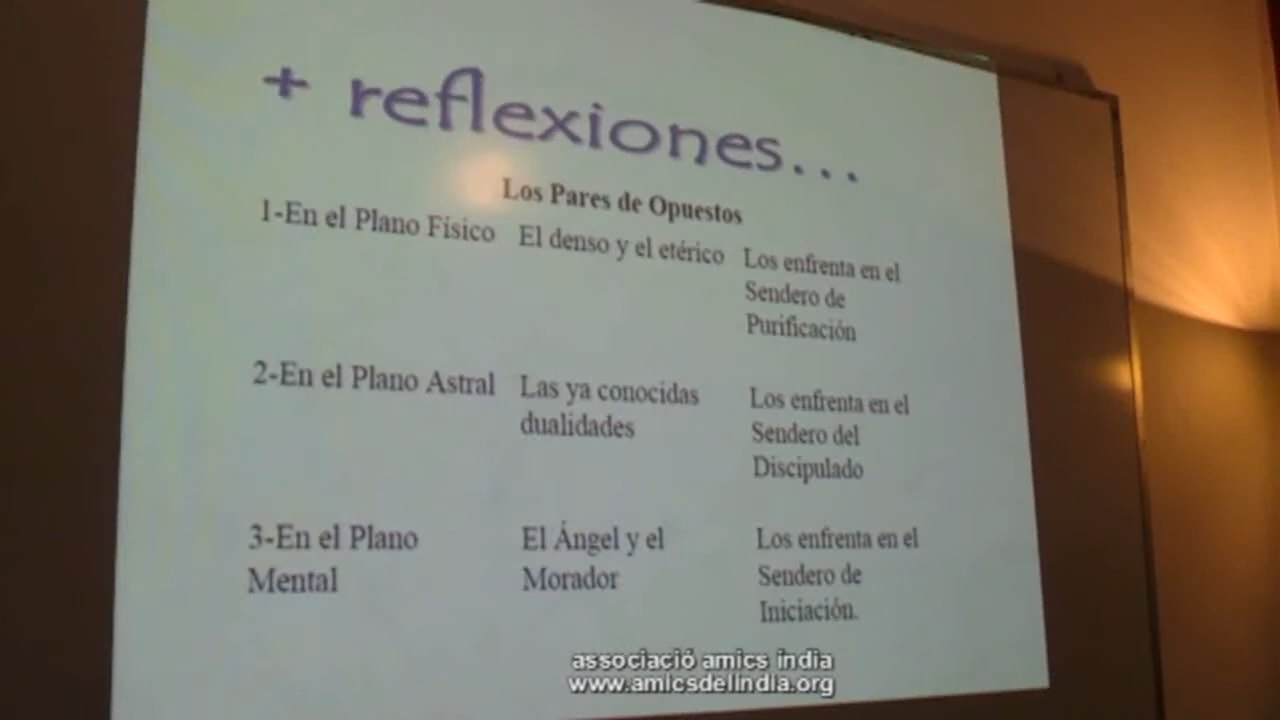 + reflexiones...
Los Pares de Opuestos
1-En el Plano Físico
El denso y el etérico
Los enfrenta en el
Sendero de
Purificación
2-En el Plano Astral
Las ya conocidas
dualidades
Los enfrenta en el
Sendero del
Discipulado
3-En el Plano
Mental
El Ángel y el
Morador
Los enfrenta en el
Sendero de
Iniciación.
associació amics india
www.amicsdelindia.org